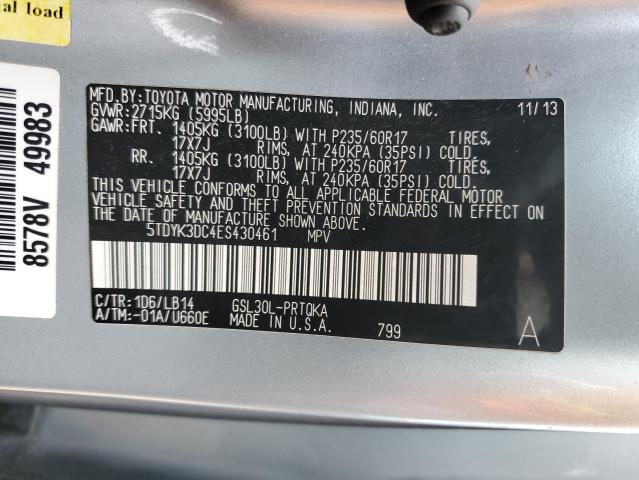 al load
8578V 49983
MFD.BY:TOYOTA MOTOR MANUFACTURING, INDIANA, INC. 11/13
GVWR:2715KG (5995LB)
GAWR:FRT. 1405KG (3100LB) WITH P235/60R17 TIRES,
17X7J RIMS, AT 240KPA (35PSI) COLD.
RR. 1405KG (3100LB) WITH P235/60R17 TIRES,
17X7J RIMS, AT 240KPA (35PSI) COLD.
THIS VEHICLE CONFORMS TO ALL APPLICABLE FEDERAL MOTOR
VEHICLE SAFETY AND THEFT PREVENTION STANDARDS IN EFFECT ON
THE DATE OF MANUFACTURE SHOWN ABOVE.
5TDYK3DC4ES430461 MPV
C/TR:1D6/LB14 GSL30L-PRTQKA
A/TM:-01A/U660E MADE IN U.S.A. 799 A